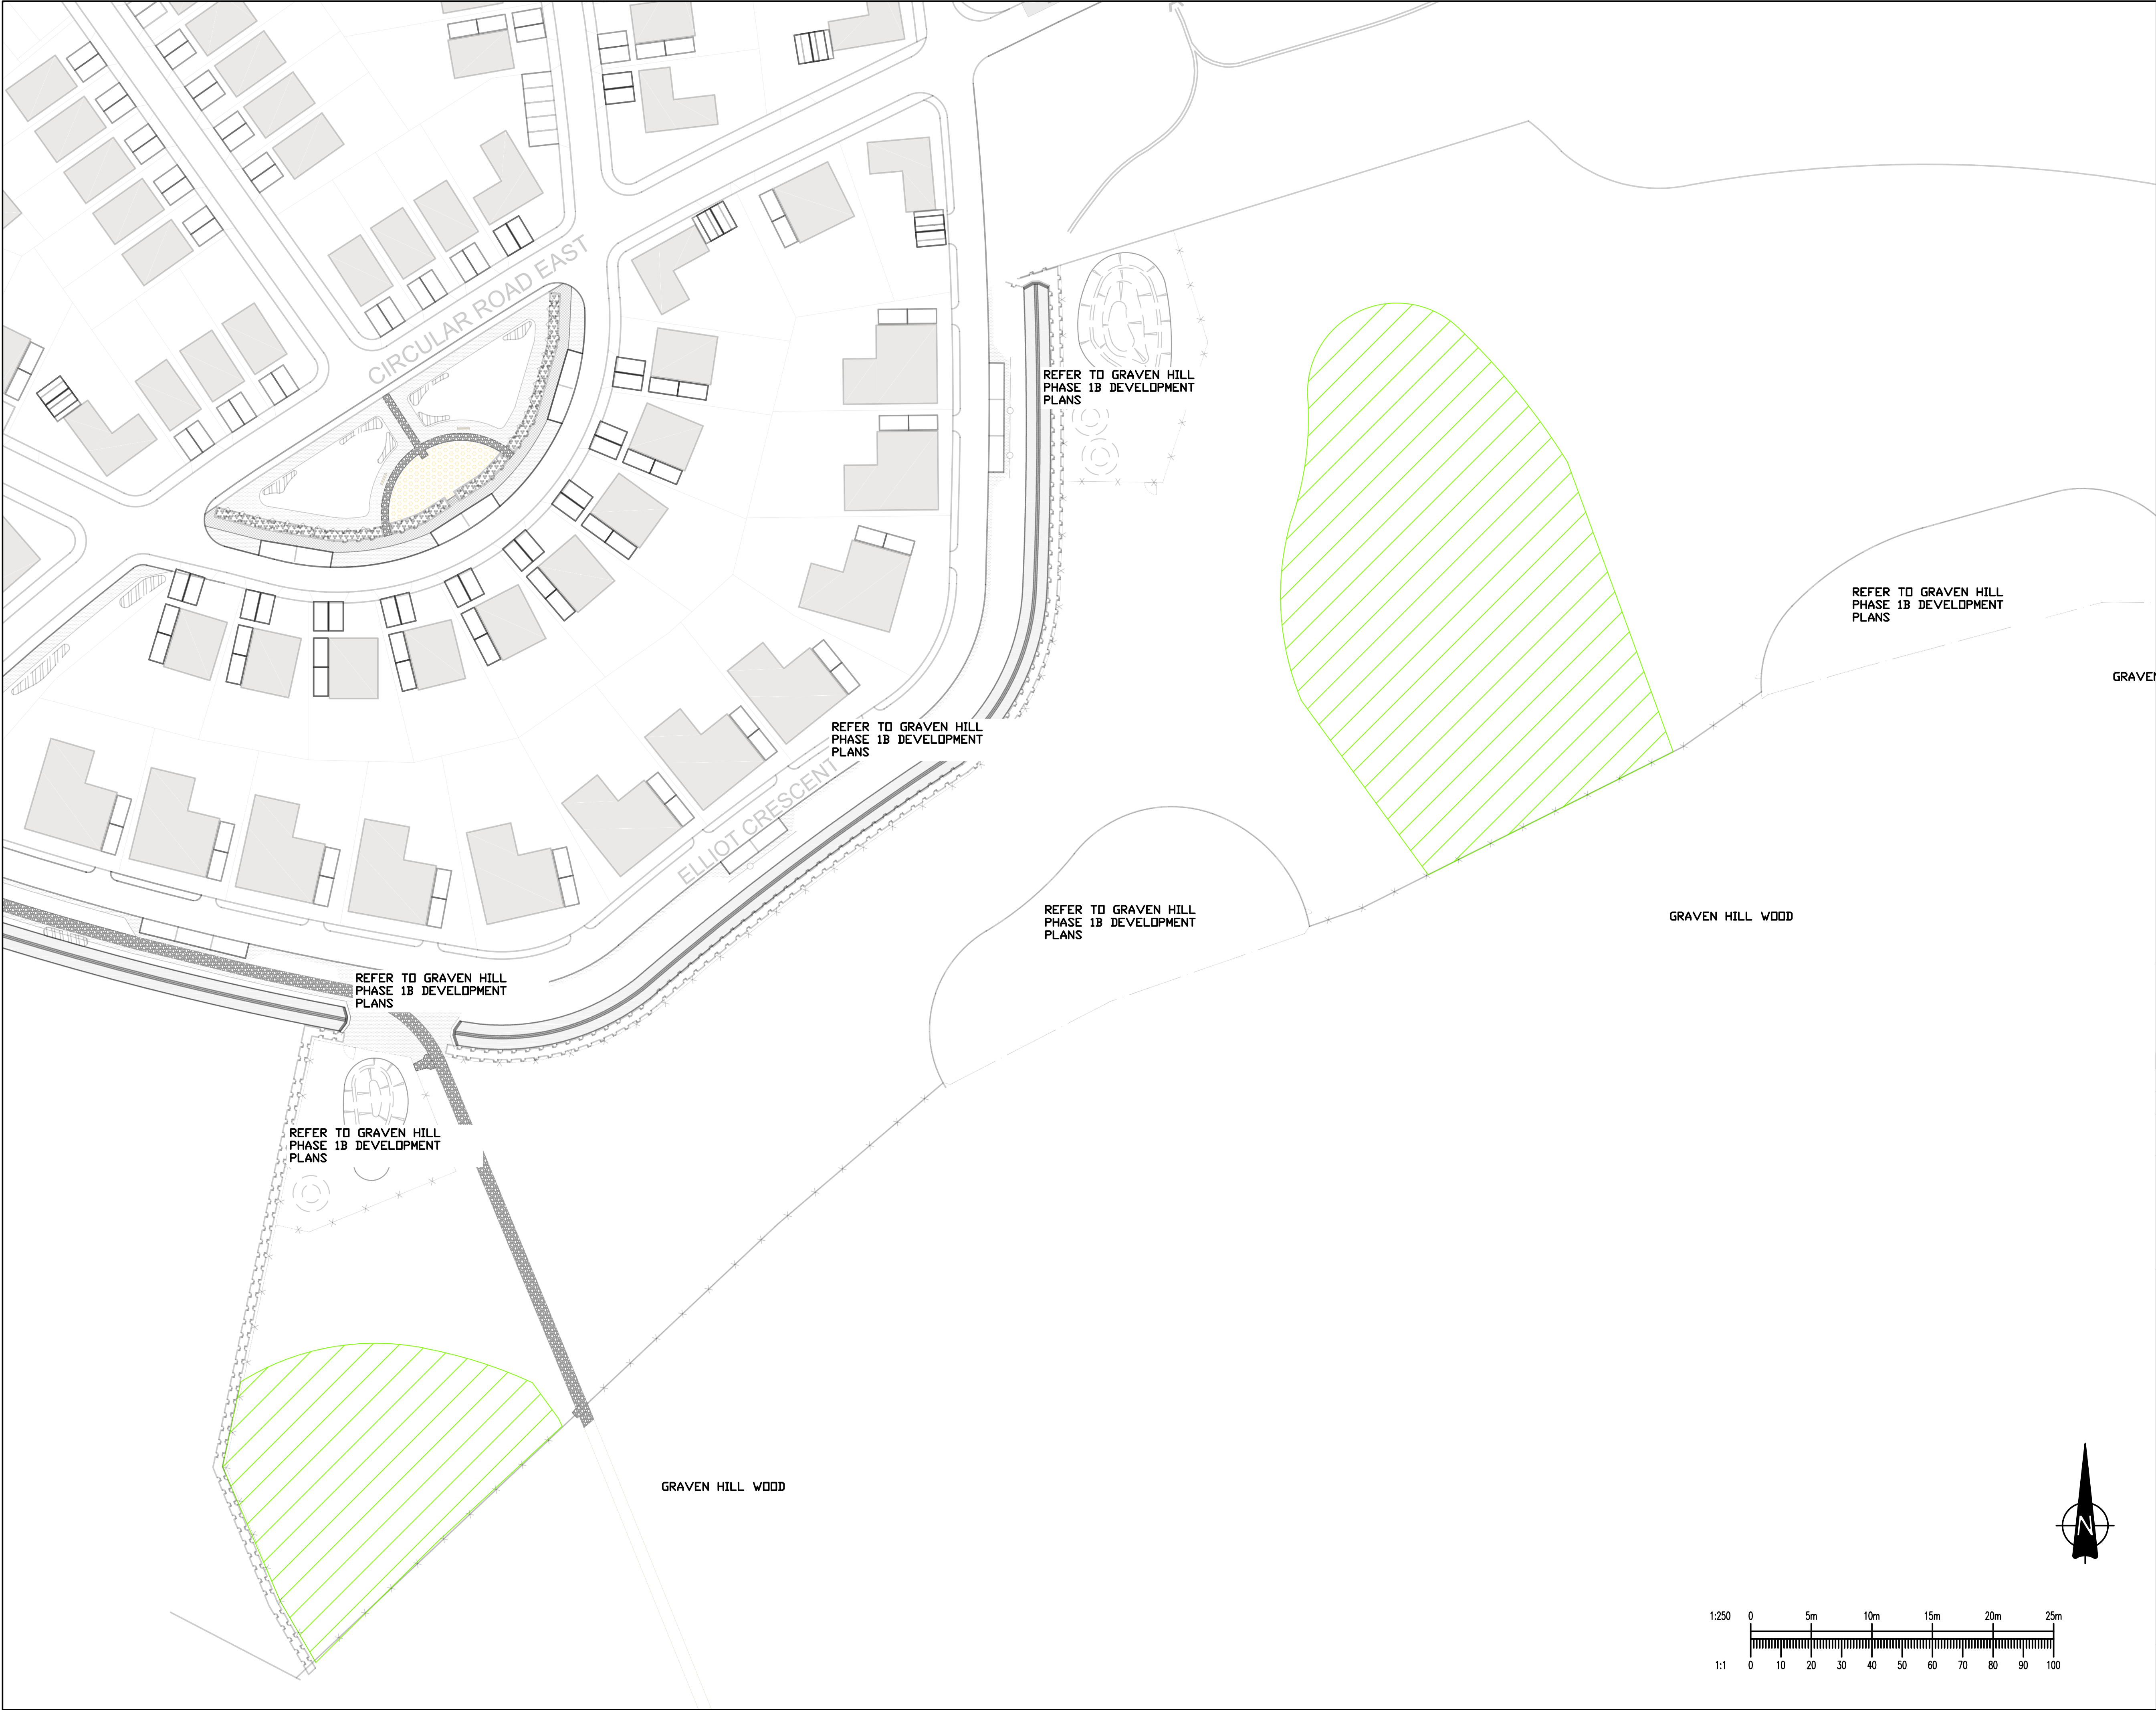 CIRCULAR ROAD EAST
REFER TO GRAVEN HILL
PHASE 1B DEVELOPMENT
PLANS
REFER TO GRAVEN HILL
PHASE 1B DEVELOPMENT
PLANS
GRAVEN
REFER TO GRAVEN HILL
PHASE 1B DEVELOPMENT
PLANS
ELLIOT CRESCENT
REFER TO GRAVEN HILL
PHASE 1B DEVELOPMENT
PLANS
GRAVEN HILL WOOD
REFER TO GRAVEN HILL
PHASE 1B DEVELOPMENT
PLANS
REFER TO GRAVEN HILL
PHASE 1B DEVELOPMENT
PLANS
GRAVEN HILL WOOD
N
1:250 0 5m 10m 15m 20m 25m
1:1 0 10 20 30 40 50 60 70 80 90 100